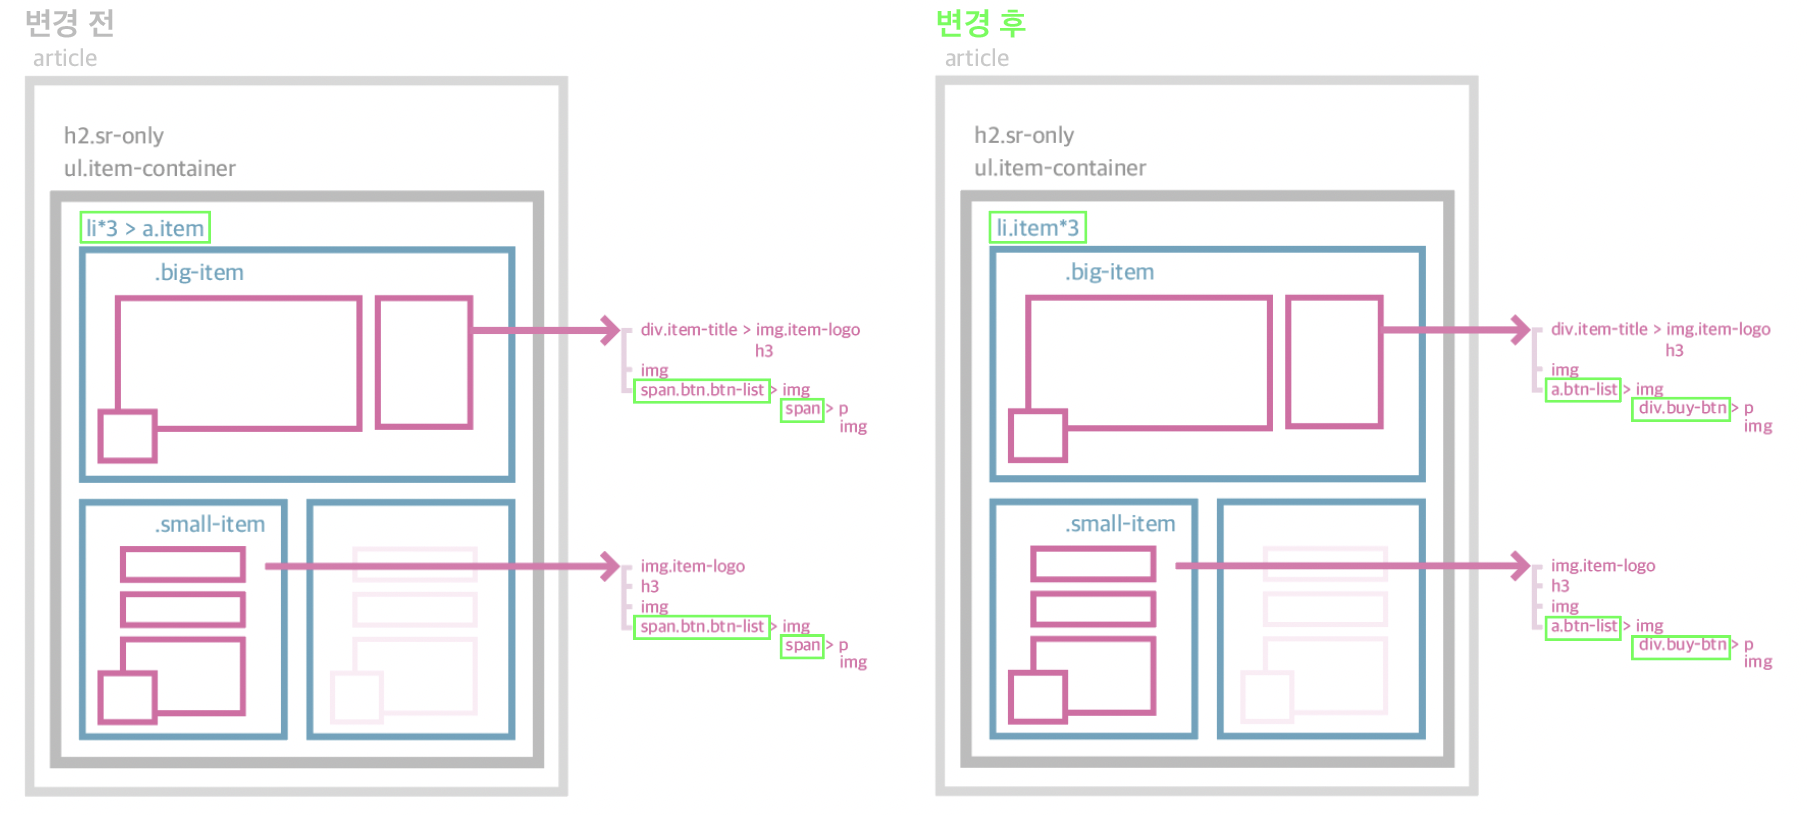 변경 전
article
h2.sr-only
ul.item-container
li*3 > a.item
.big-item
div.item-title > img.item-logo
h3
img
span.btn.btn-list > img
span > p
img
.small-item
img.item-logo
h3
img
span.btn.btn-list > img
span > p
img
변경 후
article
h2.sr-only
ul.item-container
li.item*3
.big-item
div.item-title > img.item-logo
h3
img
a.btn-list > img
div.buy-btn > p
img
.small-item
img.item-logo
h3
img
a.btn-list > img
div.buy-btn > p
img